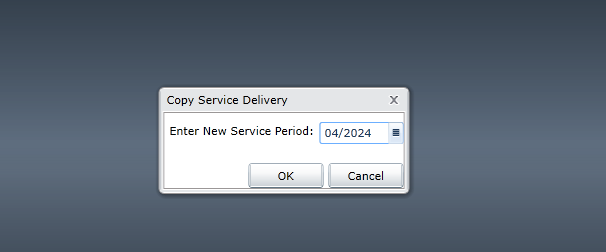 Copy Service Delivery
Enter New Service Period: 04/2024
OK Cancel